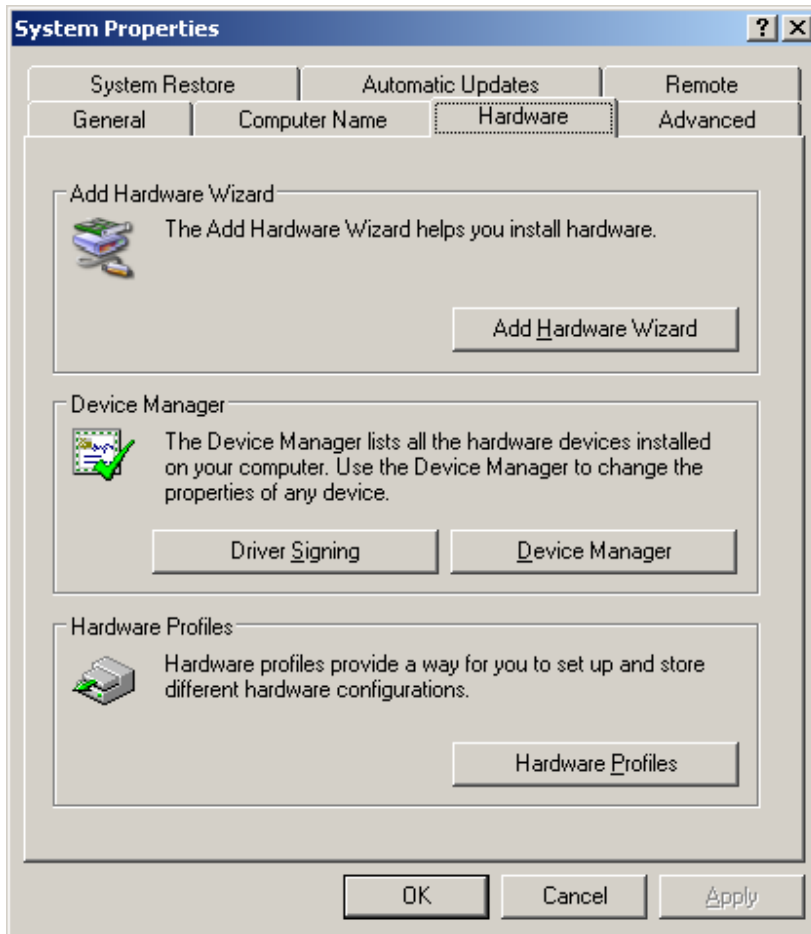 System Properties
System Restore
Automatic Updates
Remote
General
Computer Name
Hardware
Advanced
Add Hardware Wizard
The Add Hardware Wizard helps you install hardware.
Add Hardware Wizard
Device Manager
The Device Manager lists all the hardware devices installed
on your computer. Use the Device Manager to change the
properties of any device.
Driver Signing
Device Manager
Hardware Profiles
Hardware profiles provide a way for you to set up and store
different hardware configurations.
Hardware Profiles
OK
Cancel
Apply